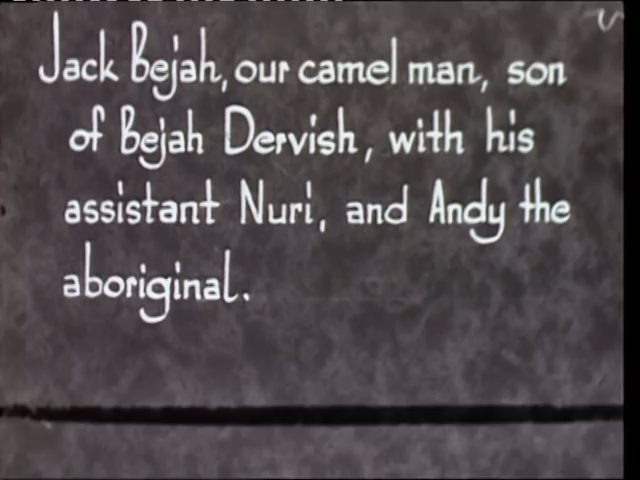 Jack Bejah, our camel man, son
of Bejah Dervish, with his
assistant Nuri, and Andy the
aboriginal.